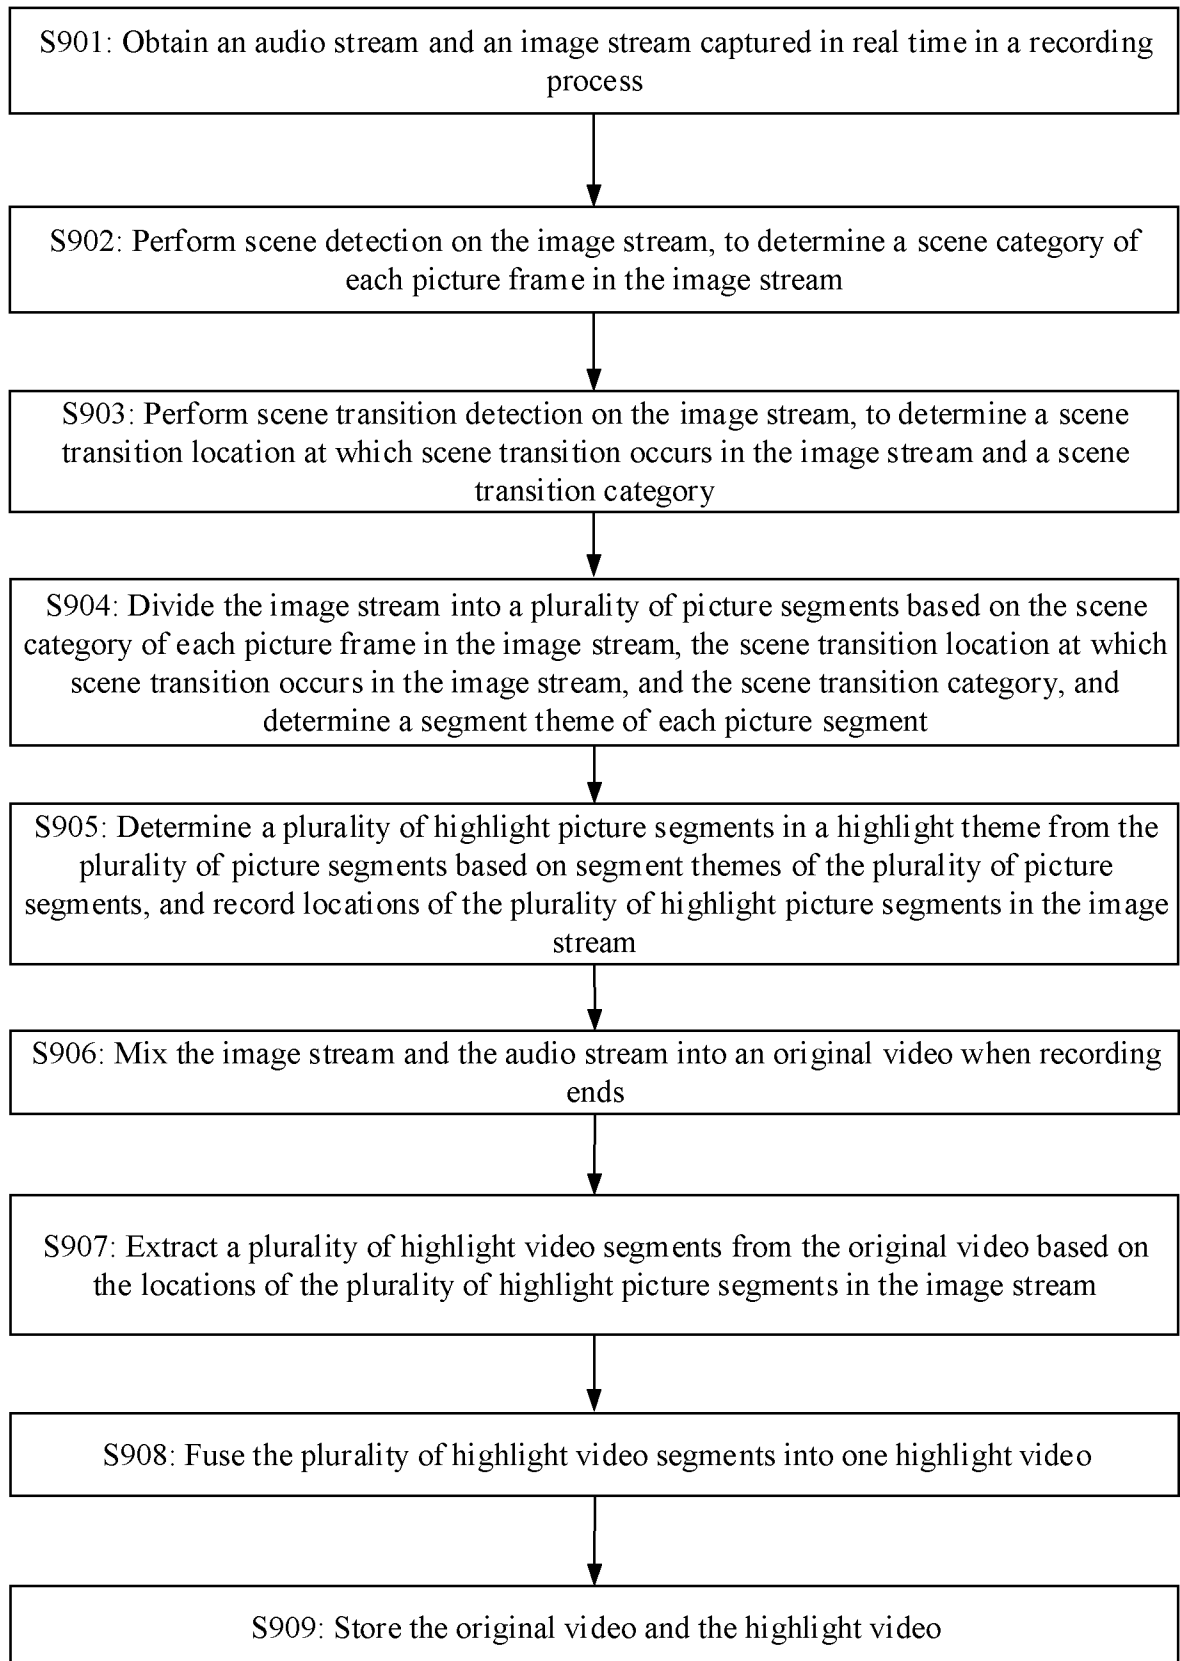 S901: Obtain an audio stream and an image stream captured in real time in a recording
process
S902: Perform scene detection on the image stream, to determine a scene category of
each picture frame in the image stream
S903: Perform scene transition detection on the image stream, to determine a scene
transition location at which scene transition occurs in the image stream and a scene
transition category
S904: Divide the image stream into a plurality of picture segments based on the scene
category of each picture frame in the image stream, the scene transition location at which
scene transition occurs in the image stream, and the scene transition category, and
determine a segment theme of each picture segment
S905: Determine a plurality of highlight picture segments in a highlight theme from the
plurality of picture segments based on segment themes of the plurality of picture
segments, and record locations of the plurality of highlight picture segments in the image
stream
S906: Mix the image stream and the audio stream into an original video when recording
ends
S907: Extract a plurality of highlight video segments from the original video based on
the locations of the plurality of highlight picture segments in the image stream
S908: Fuse the plurality of highlight video segments into one highlight video
S909: Store the original video and the highlight video